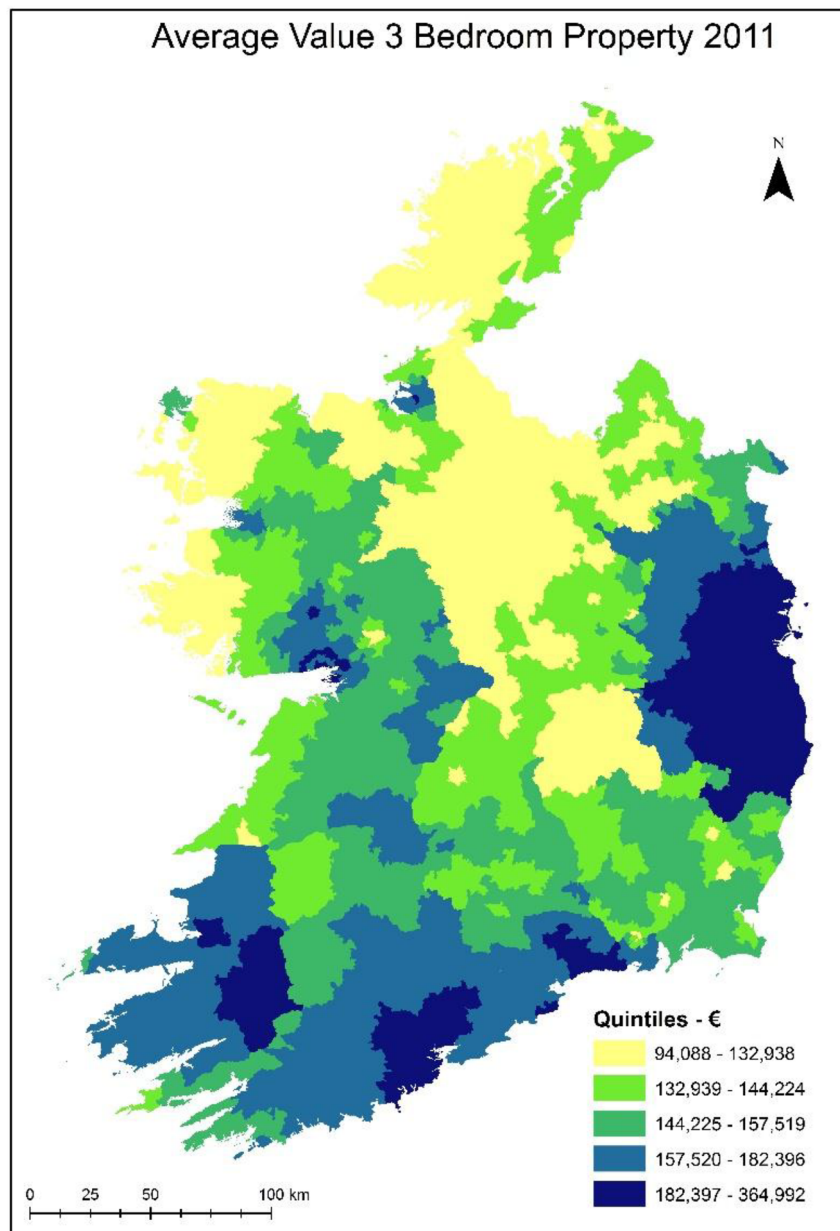 Average Value 3 Bedroom Property 2011
N
Quintiles - €
94,088 - 132,938
132,939 - 144,224
144,225 - 157,519
157,520 - 182,396
182,397 - 364,992
0 25 50 100 km